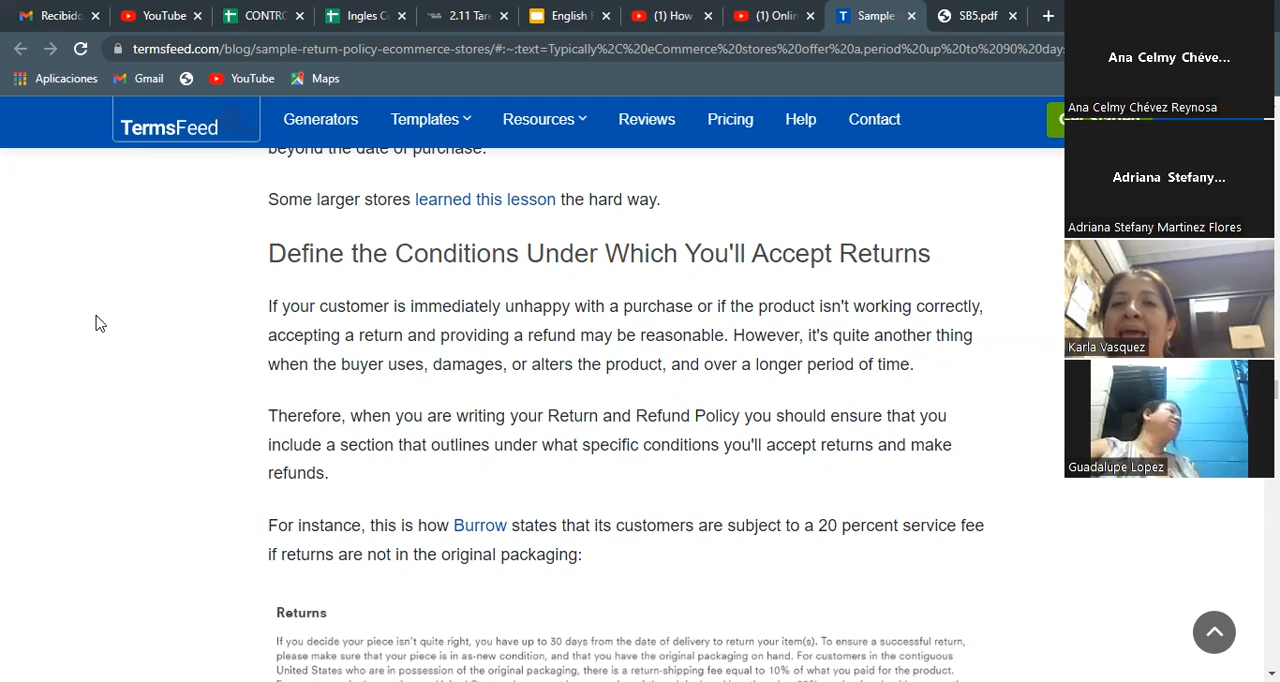 Recibido
YouTube
CONTRO
Ingles C
2.11 Tare
English F
(1) How
(1) Onlin
Sample
SB5.pdf
termsfeed.com/blog/sample-return-policy-ecommerce-stores/#:~:text=Typically%2C%20eCommerce%20stores%20offer%20a,period%20up%20to%2090%20days
Aplicaciones
Gmail
YouTube
Maps
TermsFeed
Generators
Templates
Resources
Reviews
Pricing
Help
Contact
beyond the date of purchase.
Some larger stores learned this lesson the hard way.
Define the Conditions Under Which You'll Accept Returns
If your customer is immediately unhappy with a purchase or if the product isn't working correctly,
accepting a return and providing a refund may be reasonable. However, it's quite another thing
when the buyer uses, damages, or alters the product, and over a longer period of time.
Therefore, when you are writing your Return and Refund Policy you should ensure that you
include a section that outlines under what specific conditions you'll accept returns and make
refunds.
For instance, this is how Burrow states that its customers are subject to a 20 percent service fee
if returns are not in the original packaging:
Returns
If you decide your piece isn't quite right, you have up to 30 days from the date of delivery to return your item(s). To ensure a successful return,
please make sure that your piece is in as-new condition, and that you have the original packaging on hand. For customers in the contiguous
United States who are in possession of the original packaging, there is a return-shipping fee equal to 10% of what you paid for the product.
Ana Celmy Chéve...
Ana Celmy Chévez Reynosa
Adriana Stefany...
Adriana Stefany Martinez Flores
Karla Vasquez
Guadalupe Lopez